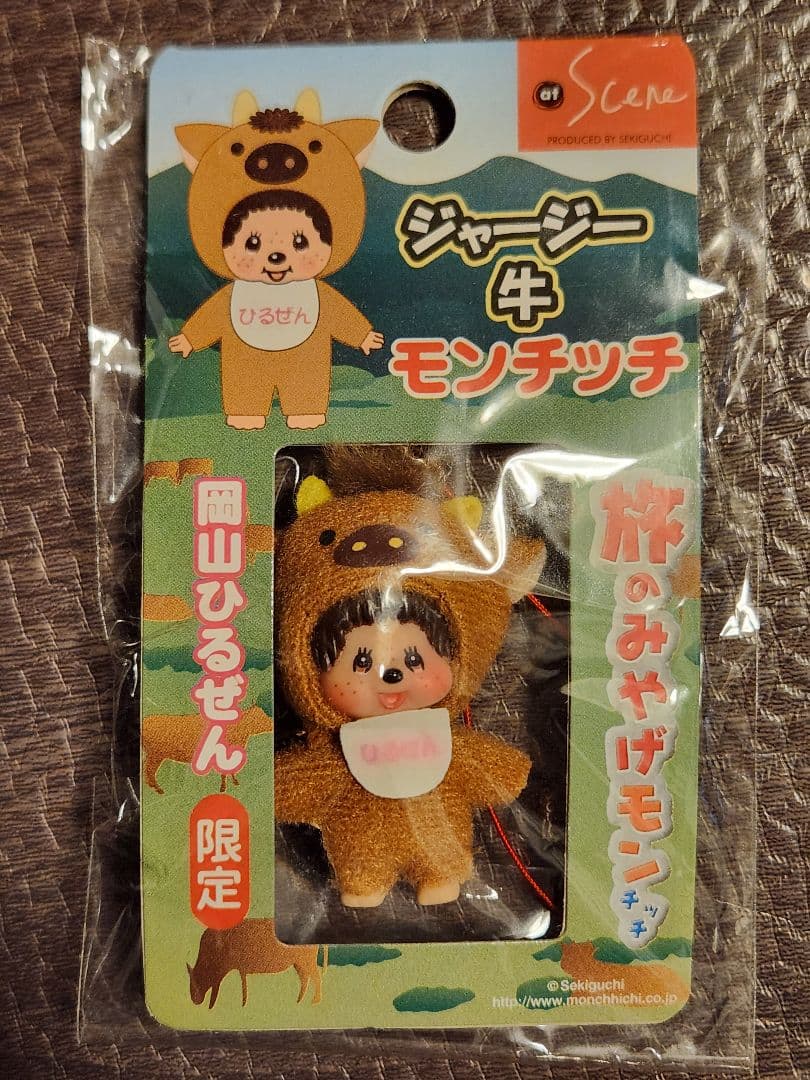 at Scene
PRODUCED BY SEKIGUCHI
ジャージー
牛
モンチッチ
ひるぜん
岡山ひるぜん
限定
旅のみやげモンチッチ
ひるぜん
©Sekiguchi
http://www.monchhichi.co.jp